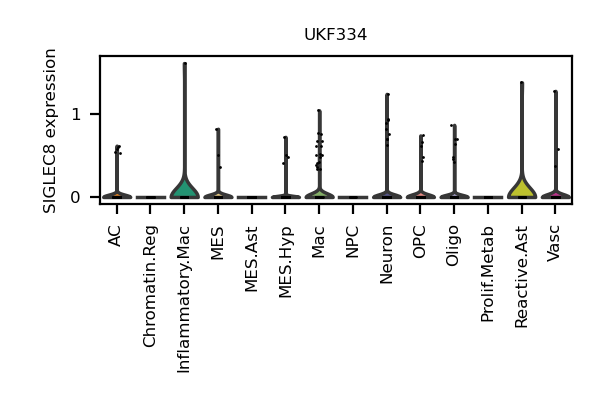 UKF334
SIGLEC8 expression
1
0
AC
Chromatin.Reg
Inflammatory.Mac
MES
MES.Ast
MES.Hyp
Mac
NPC
Neuron
OPC
Oligo
Prolif.Metab
Reactive.Ast
Vasc